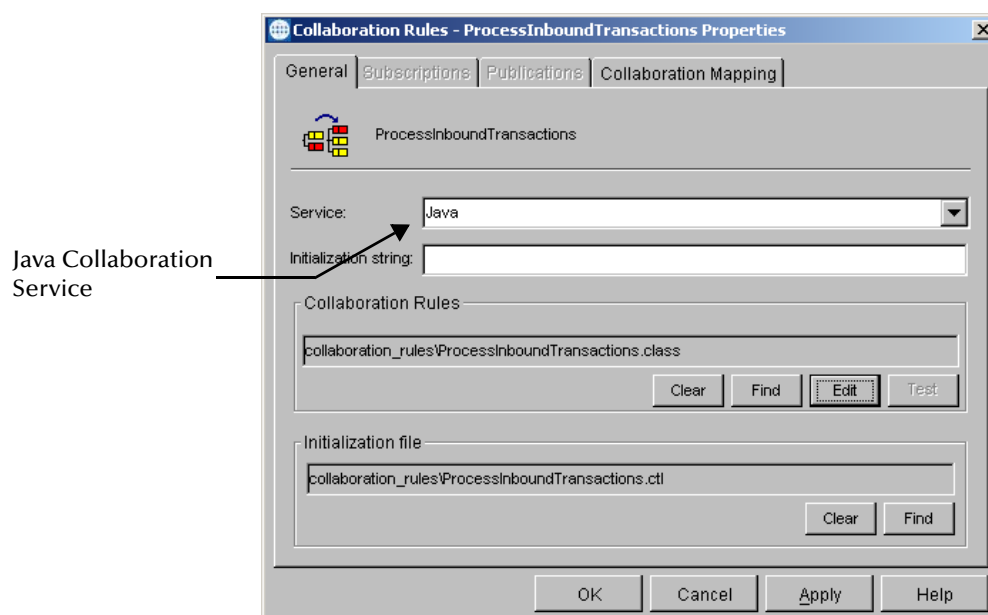 Collaboration Rules - ProcessInboundTransactions Properties
General Subscriptions Publications Collaboration Mapping
ProcessInboundTransactions
Service: Java
Java Collaboration
Service
Initialization string:
Collaboration Rules
collaboration_rules\ProcessInboundTransactions.class
Clear Find Edit Test
Initialization file
collaboration_rules\ProcessInboundTransactions.ctl
Clear Find
OK Cancel Apply Help